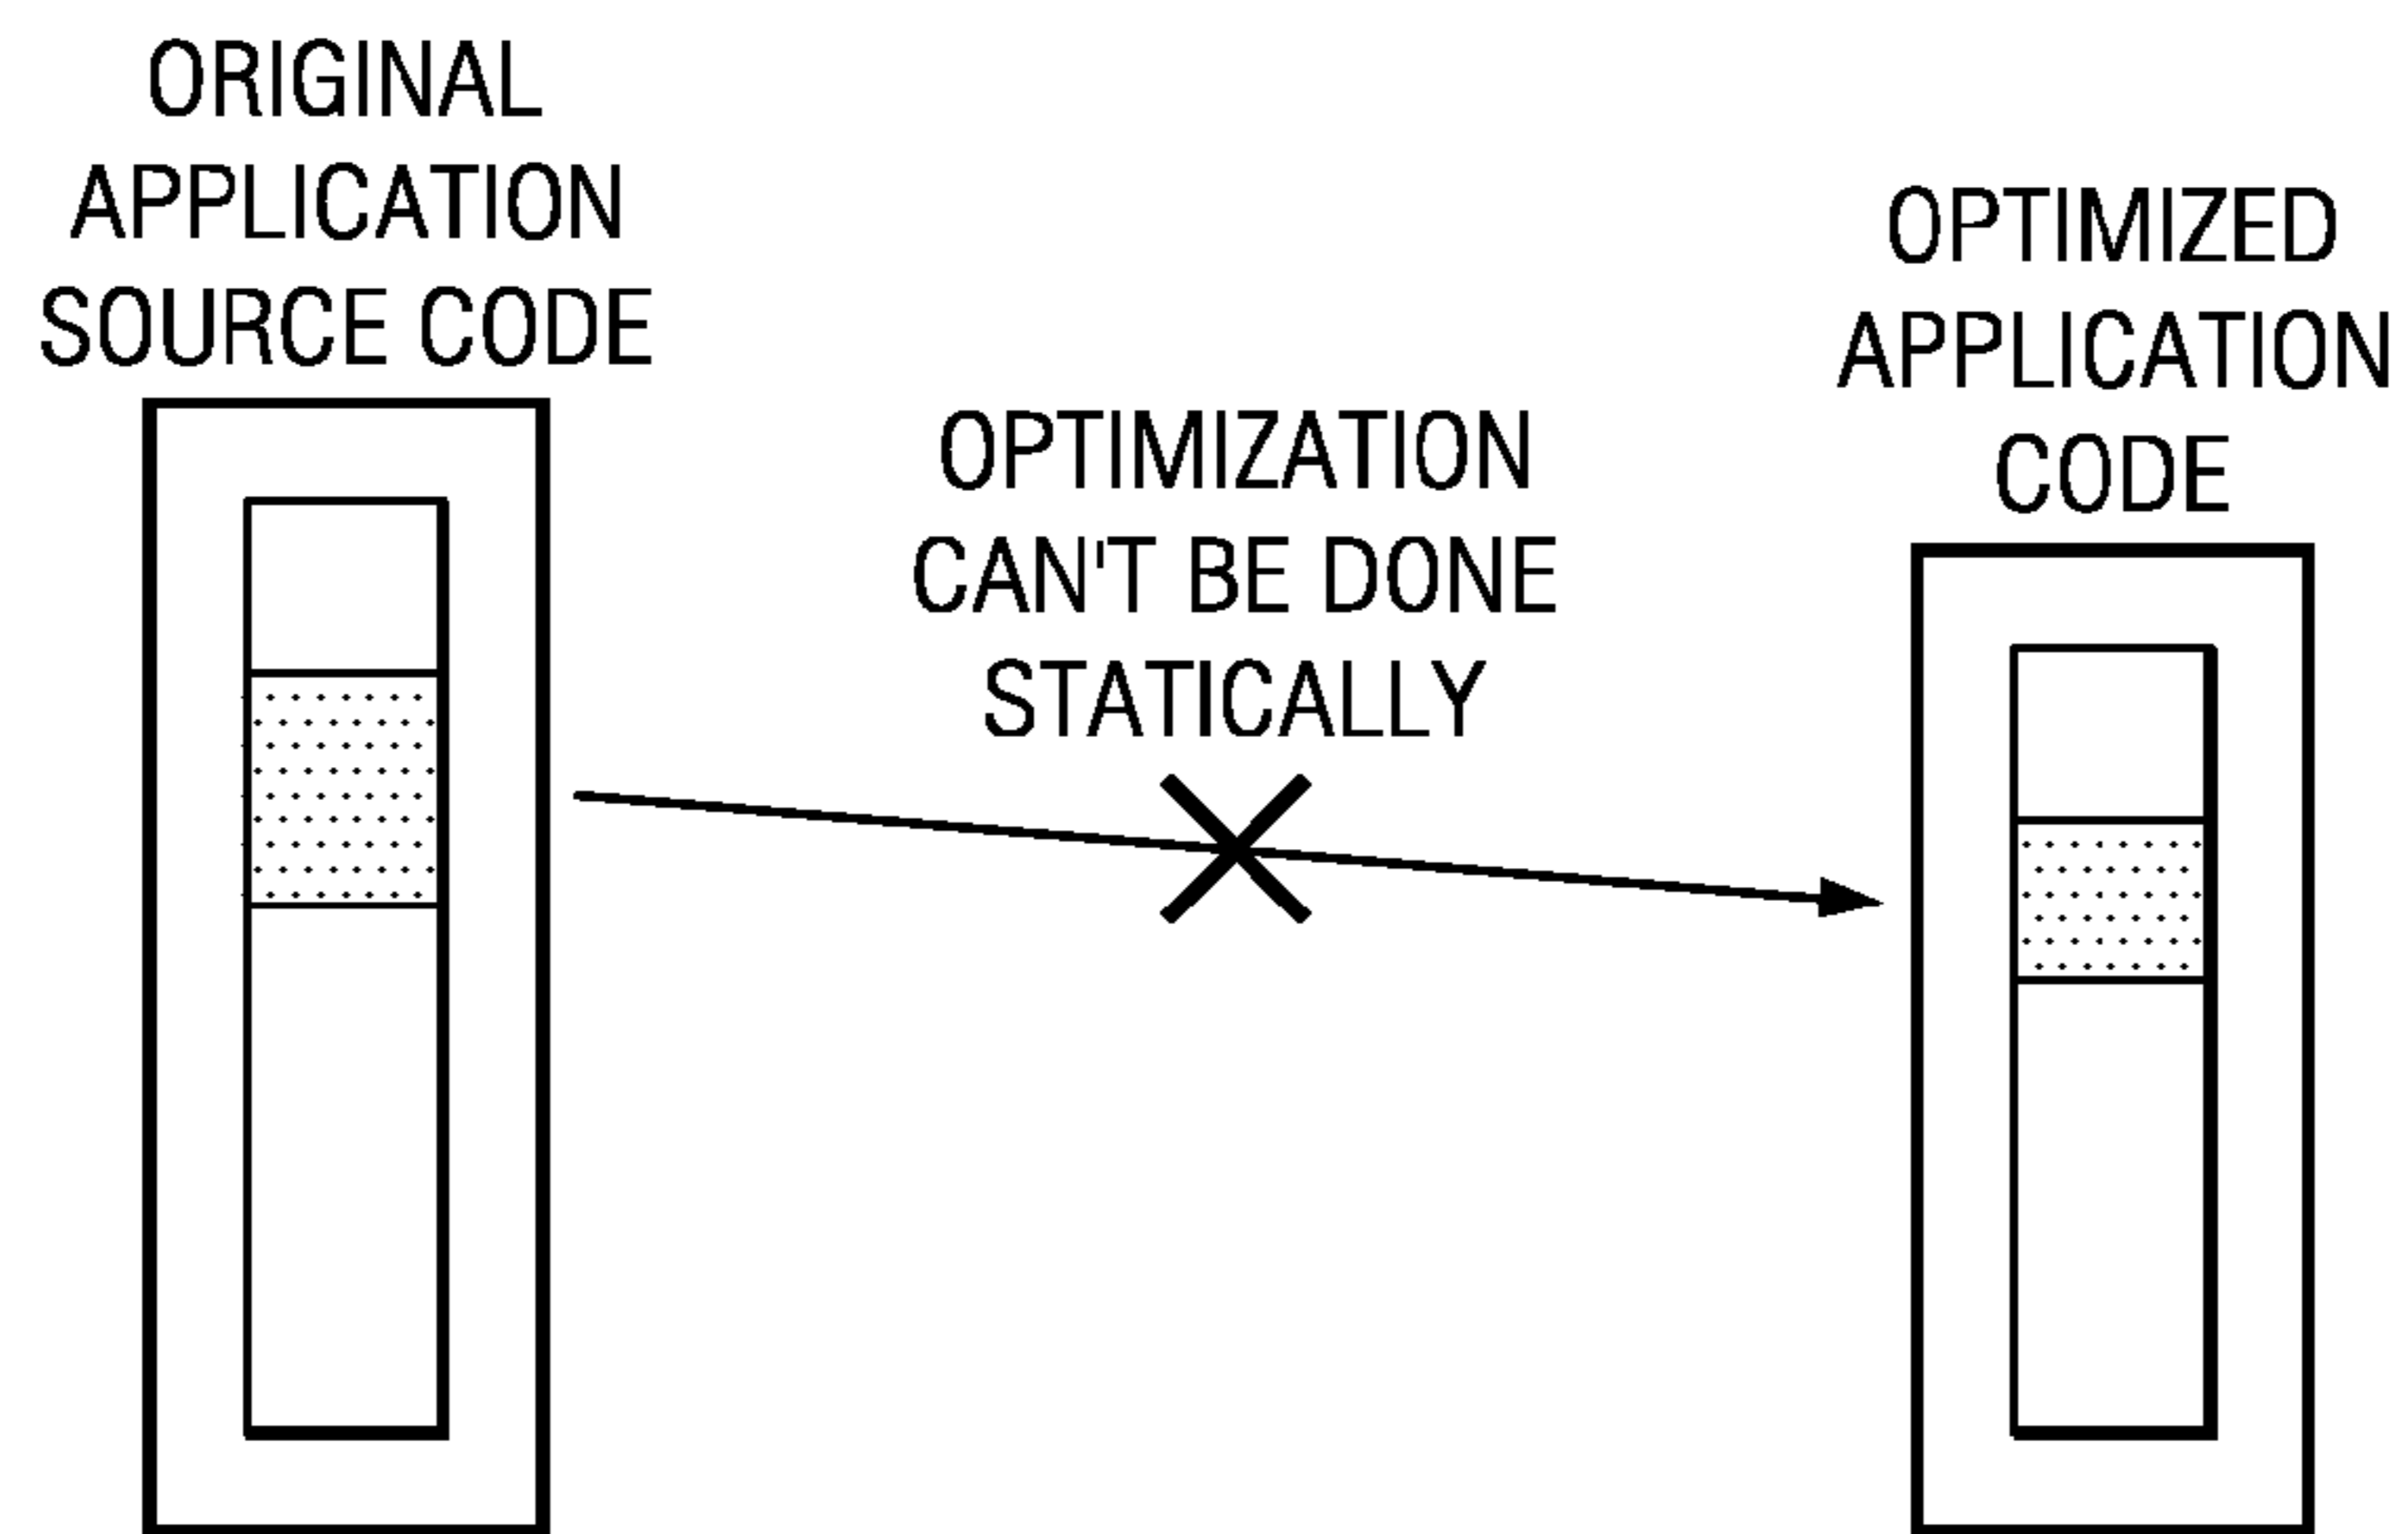 ORIGINAL
APPLICATION
SOURCE CODE
OPTIMIZATION
CAN'T BE DONE
STATICALLY
OPTIMIZED
APPLICATION
CODE